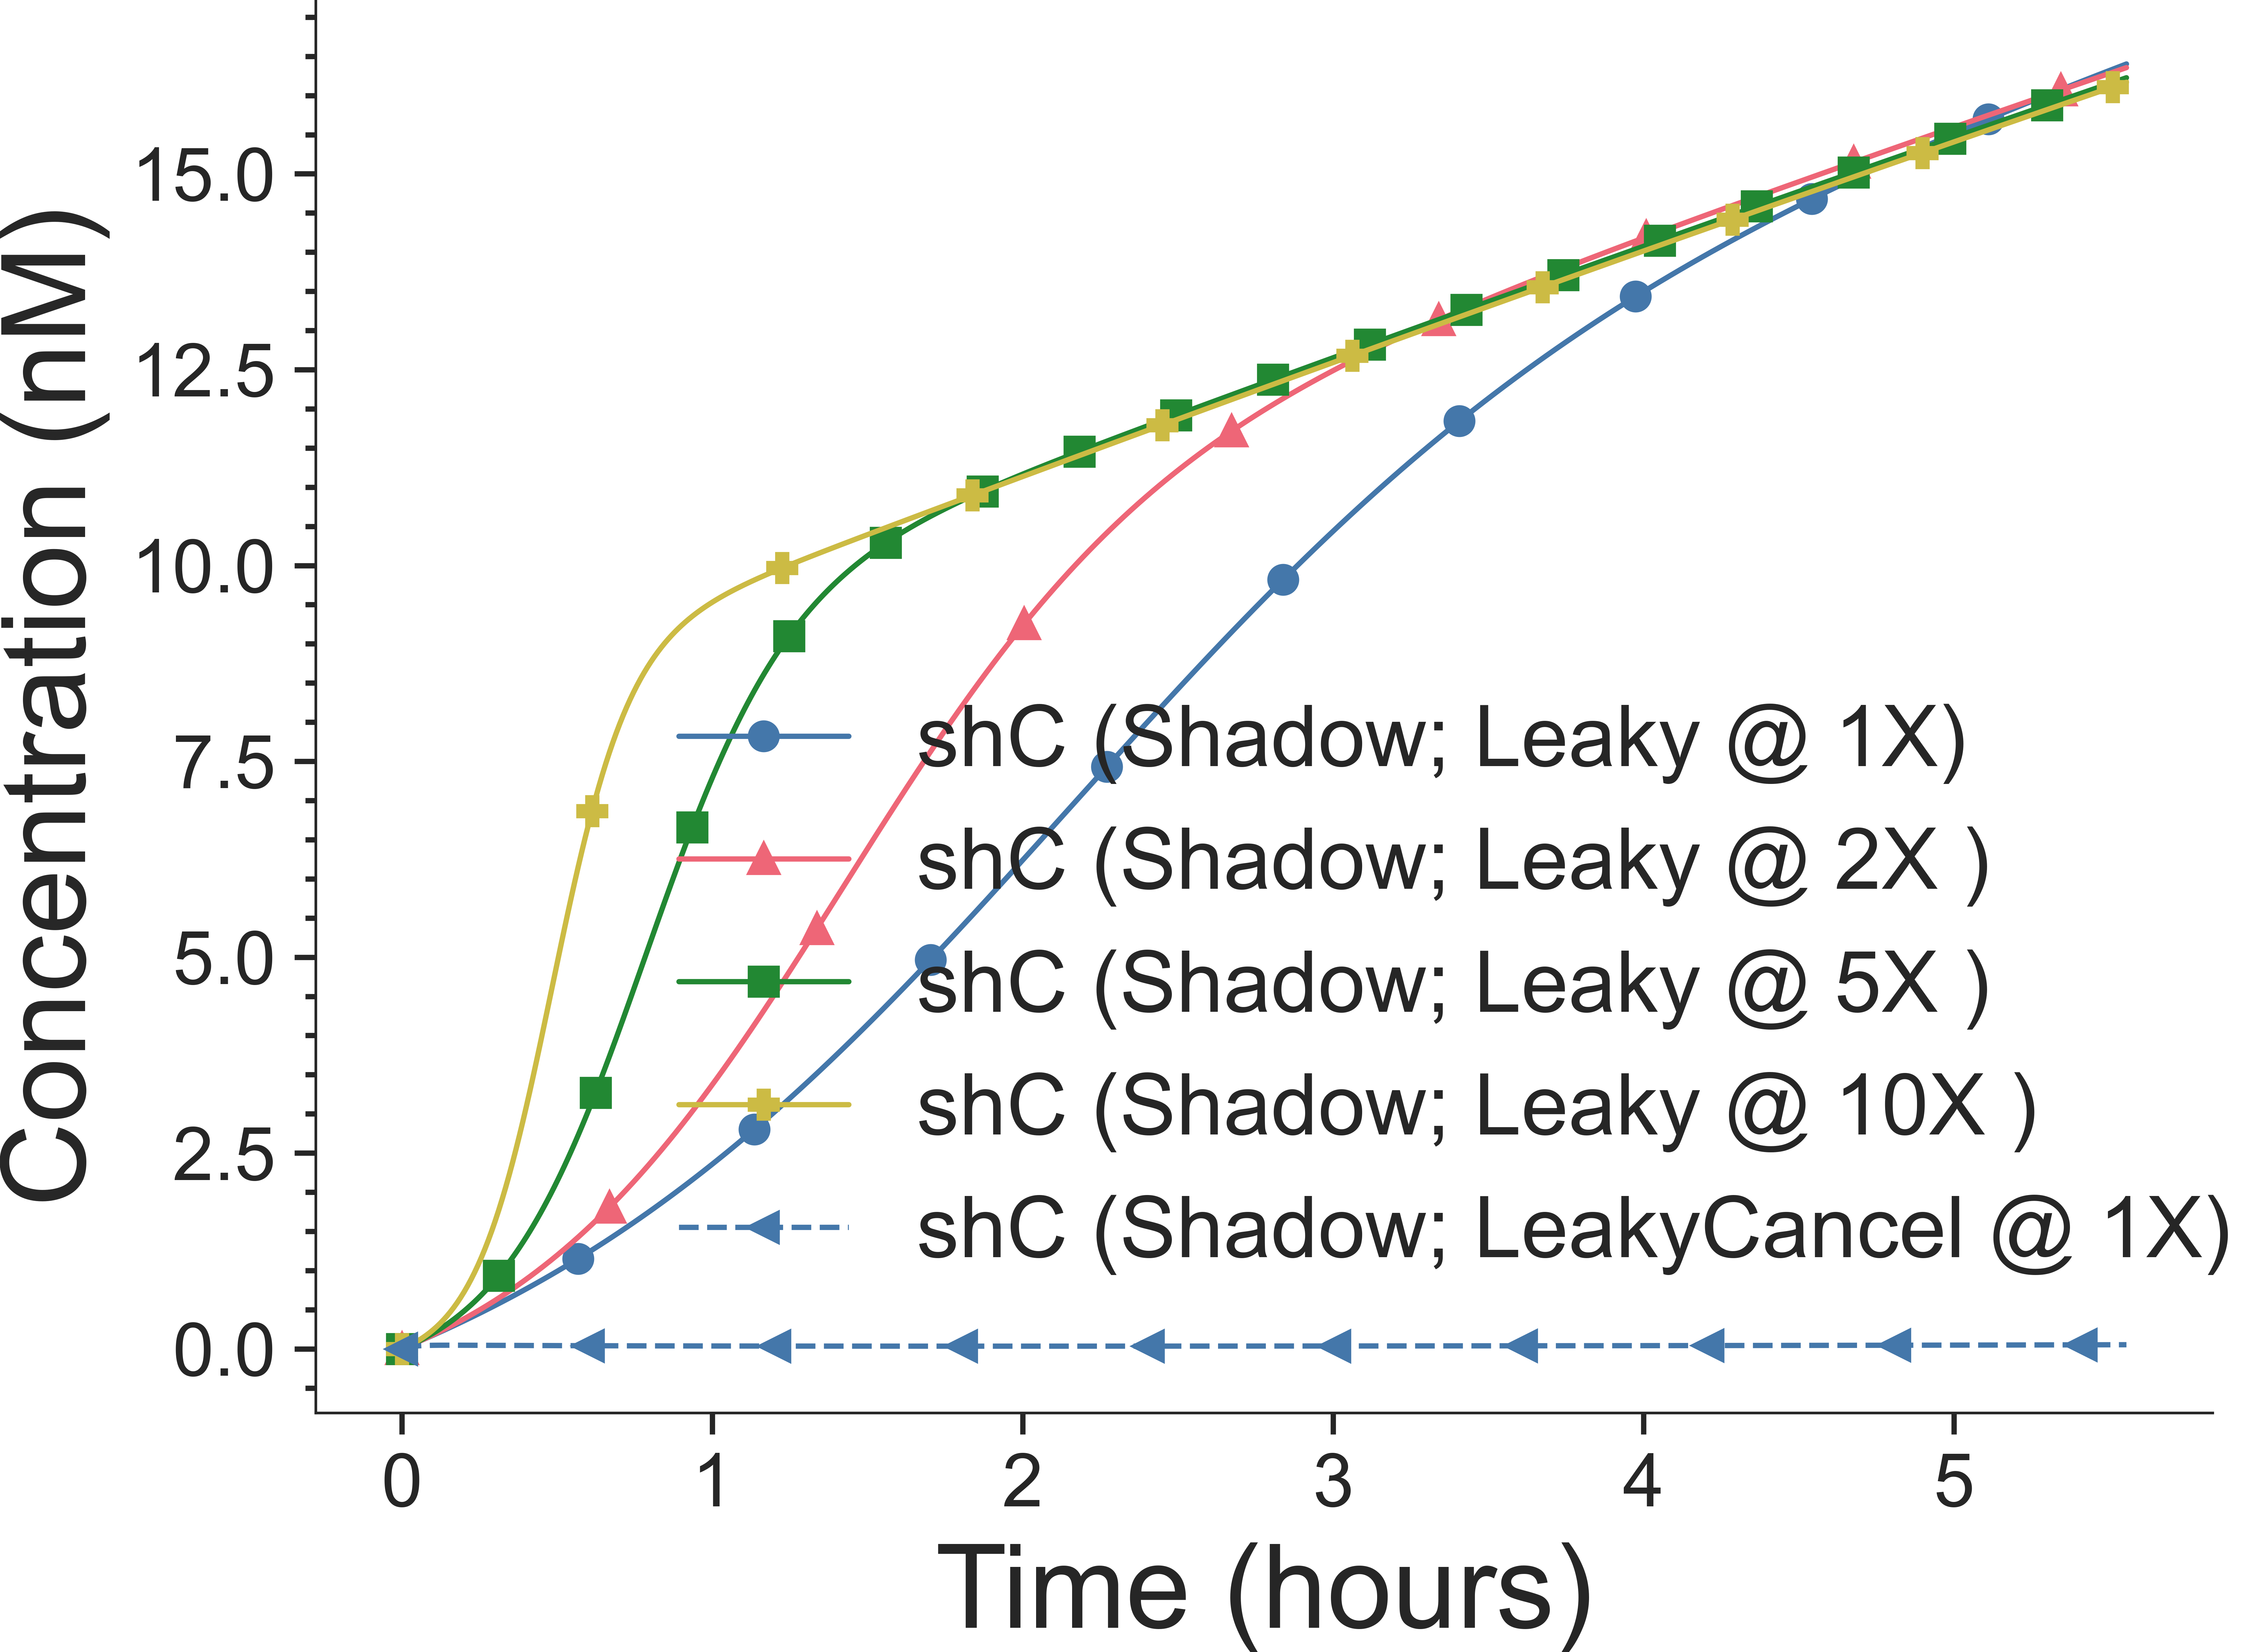 Concentration (nM)
15.0
12.5
10.0
7.5
5.0
2.5
0.0
shC (Shadow; Leaky @ 1X)
shC (Shadow; Leaky @ 2X )
shC (Shadow; Leaky @ 5X )
shC (Shadow; Leaky @ 10X )
shC (Shadow; LeakyCancel @ 1X)
0 1 2 3 4 5
Time (hours)